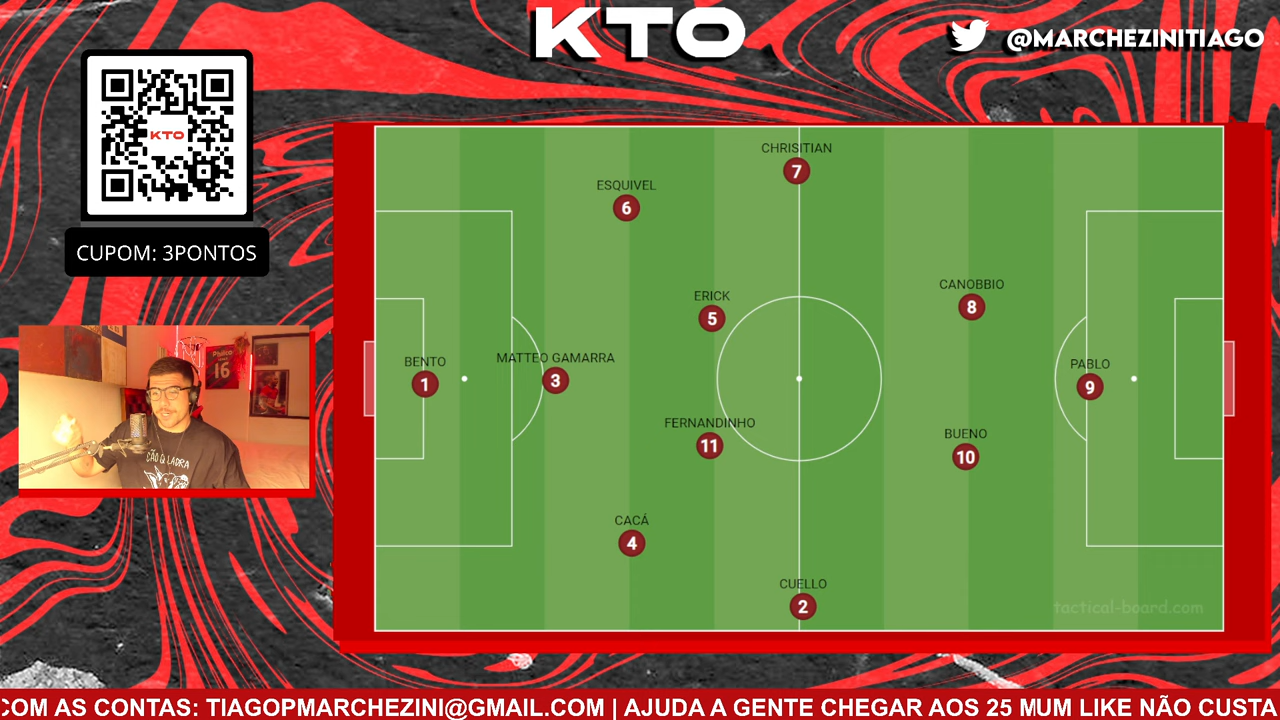 KTO
@MARCHEZINITIAGO
KTO
CUPOM: 3PONTOS
16
CHRISITIAN
7
ESQUIVEL
6
CANOBBIO
8
ERICK
5
BENTO
1
MATTEO GAMARRA
3
PABLO
9
FERNANDINHO
11
BUENO
10
CACÁ
4
CUELLO
2
tactical-board.com
COM AS CONTAS: TIAGOPMARCHEZINI@GMAIL.COM | AJUDA A GENTE CHEGAR AOS 25 MUM LIKE NÃO CUSTA